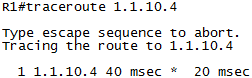 R1#traceroute 1.1.10.4
Type escape sequence to abort.
Tracing the route to 1.1.10.4
1 1.1.10.4 40 msec * 20 msec